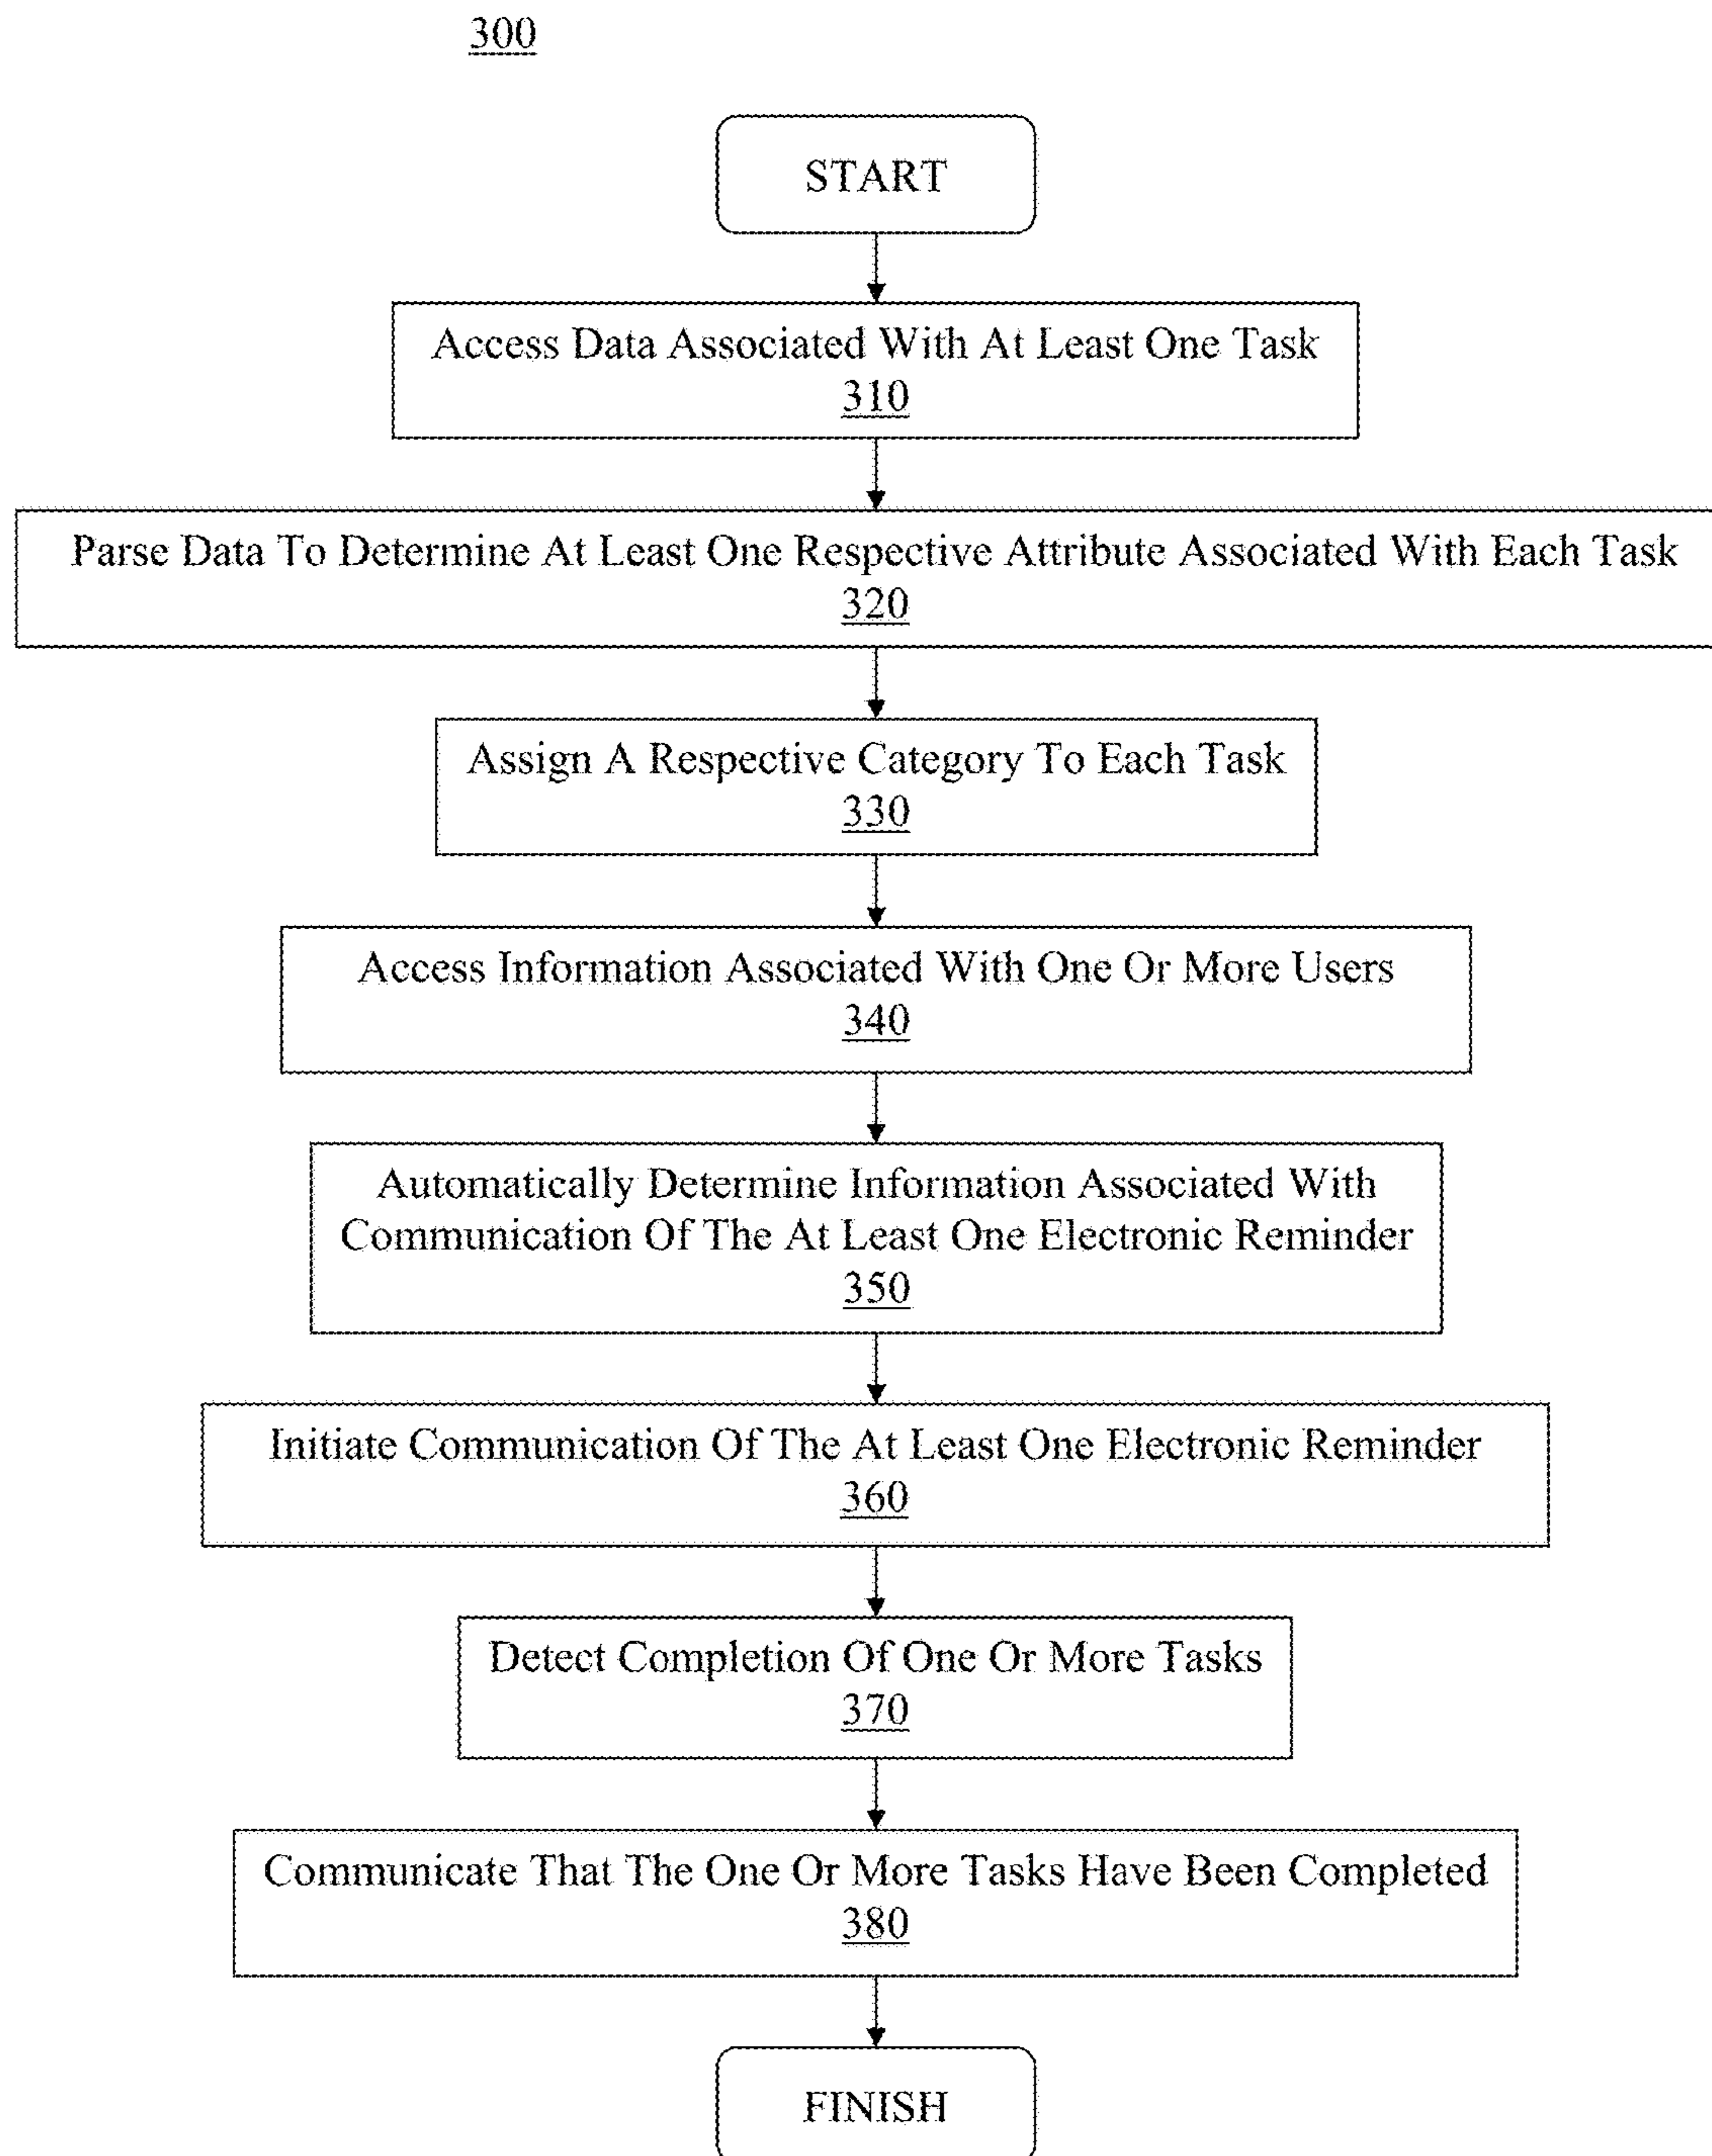 300
START
Access Data Associated With At Least One Task
310
Parse Data To Determine At Least One Respective Attribute Associated With Each Task
320
Assign A Respective Category To Each Task
330
Access Information Associated With One Or More Users
340
Automatically Determine Information Associated With
Communication Of The At Least One Electronic Reminder
350
Initiate Communication Of The At Least One Electronic Reminder
360
Detect Completion Of One Or More Tasks
370
Communicate That The One Or More Tasks Have Been Completed
380
FINISH